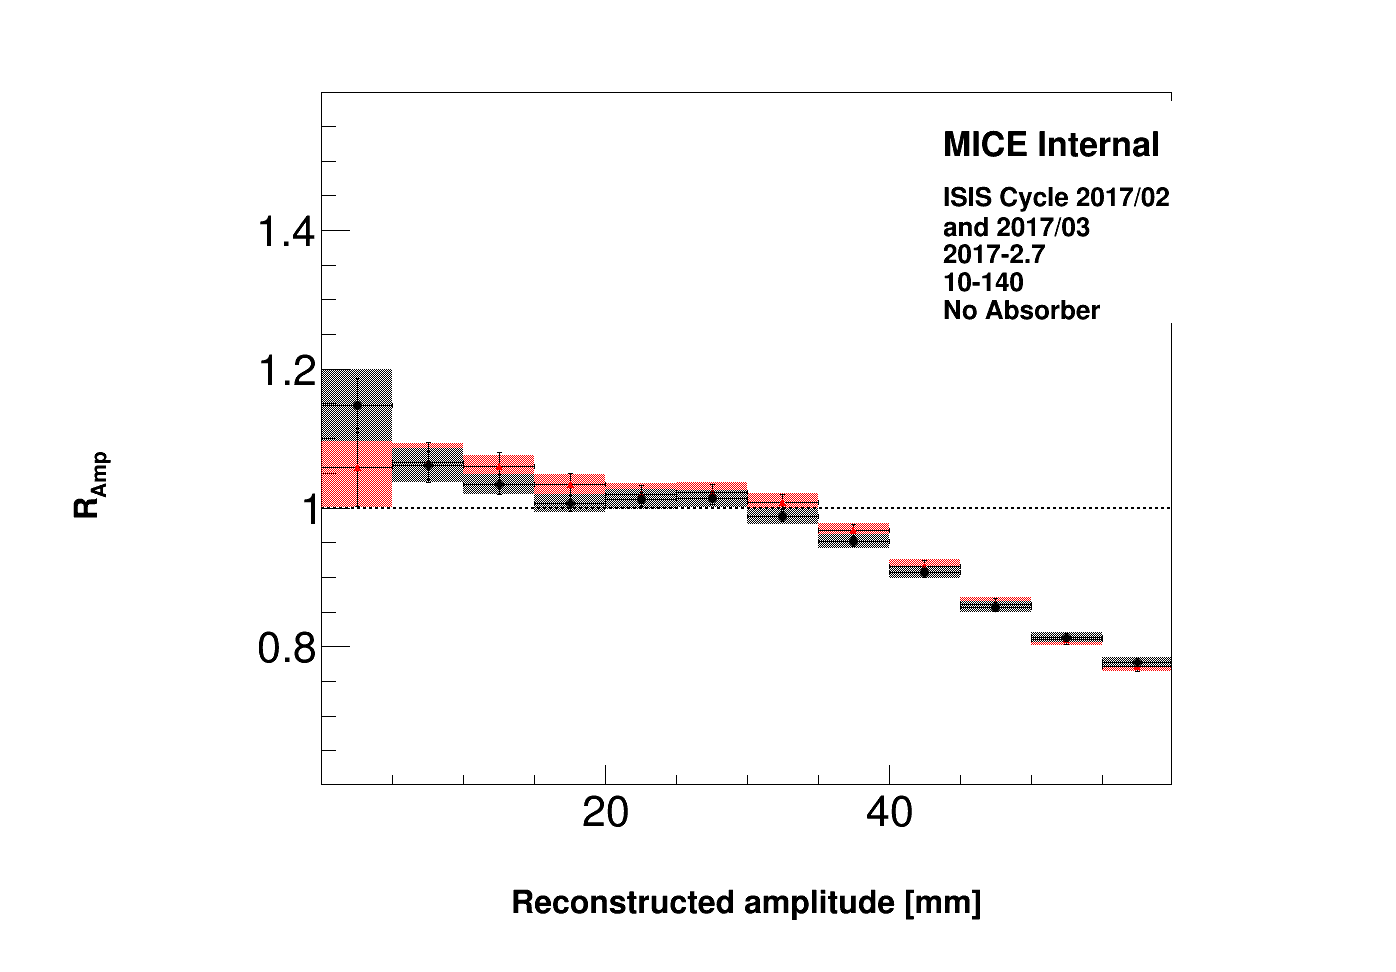 MICE Internal
ISIS Cycle 2017/02
and 2017/03
2017-2.7
10-140
No Absorber
1.4
1.2
1
0.8
R_Amp
20
40
Reconstructed amplitude [mm]